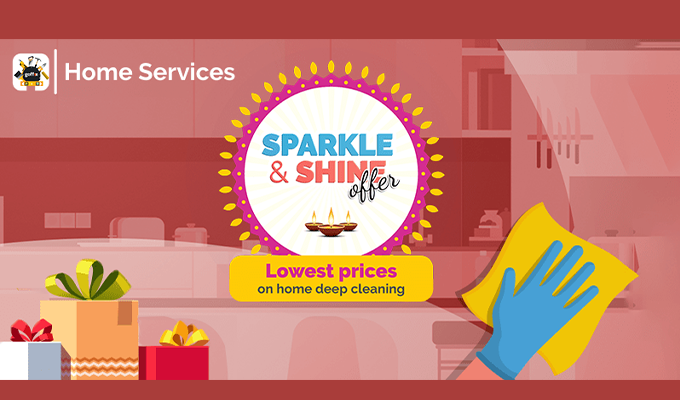 Home Services
SPARKLE
& SHINE
offer
Lowest prices
on home deep cleaning